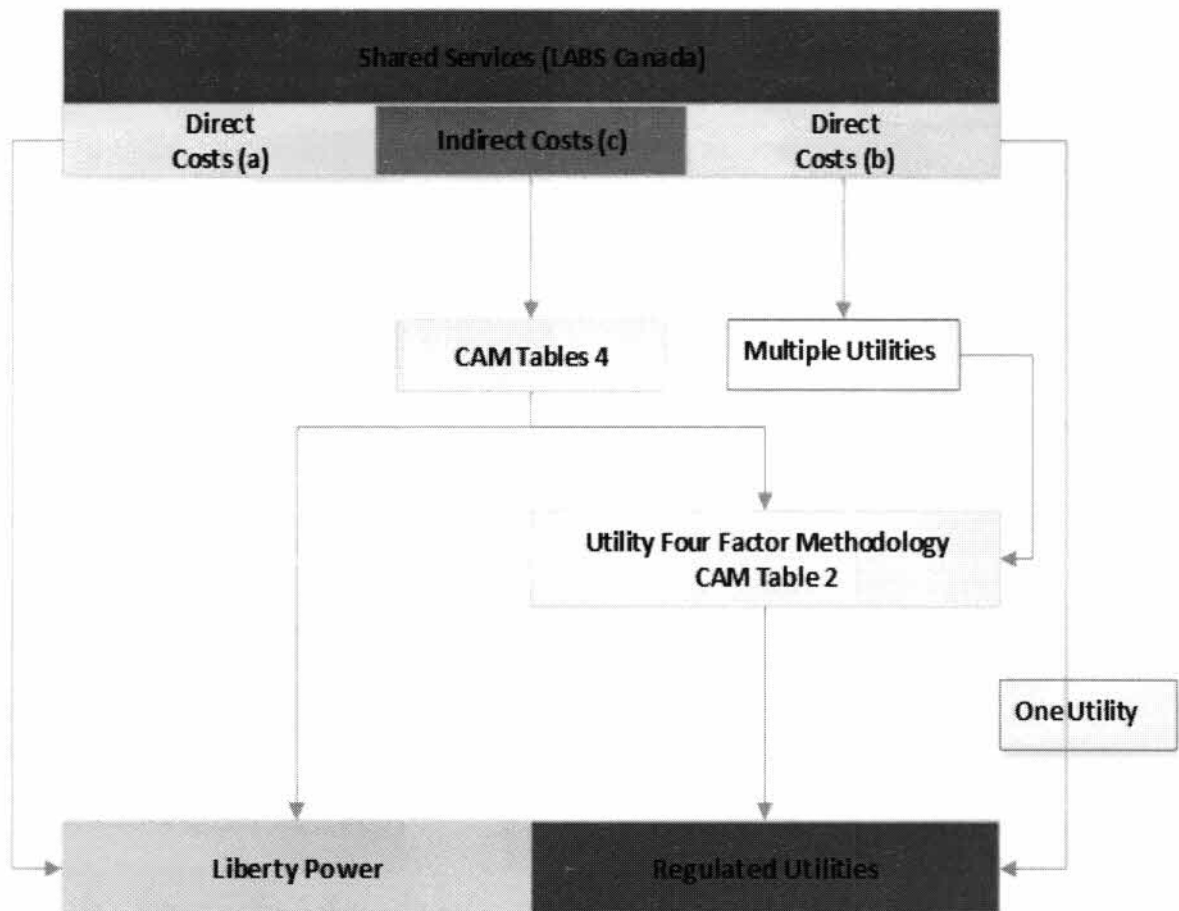 Shared Services (LABS Canada)
Direct
Costs (a)
Indirect Costs (c)
Direct
Costs (b)
CAM Tables 4
Multiple Utilities
Utility Four Factor Methodology
CAM Table 2
One Utility
Liberty Power
Regulated Utilities